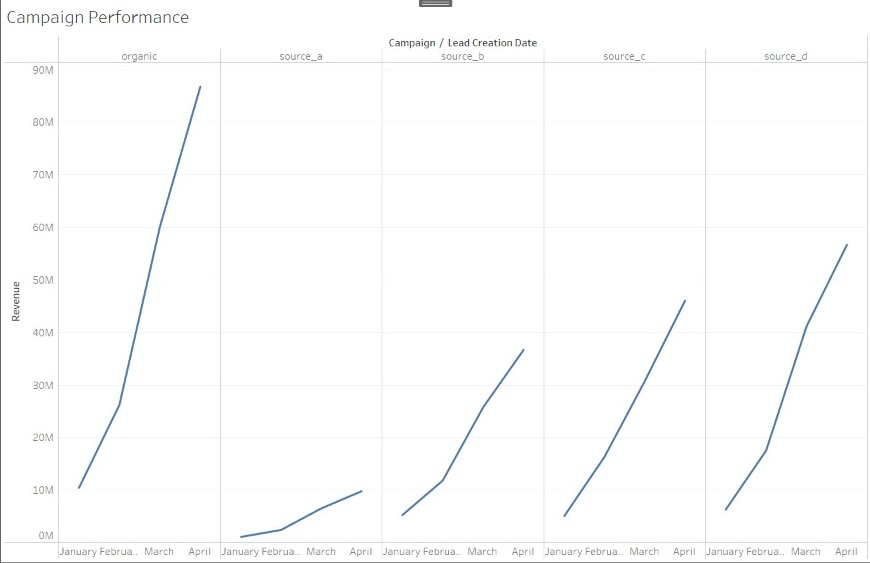 Campaign Performance
Campaign / Lead Creation Date
organic source_a source_b source_c source_d
90M
80M
70M
60M
50M
40M
30M
20M
10M
0M
Revenue
January Februa.. March April January Februa.. March April January Februa.. March April January Februa.. March April January Februa.. March April